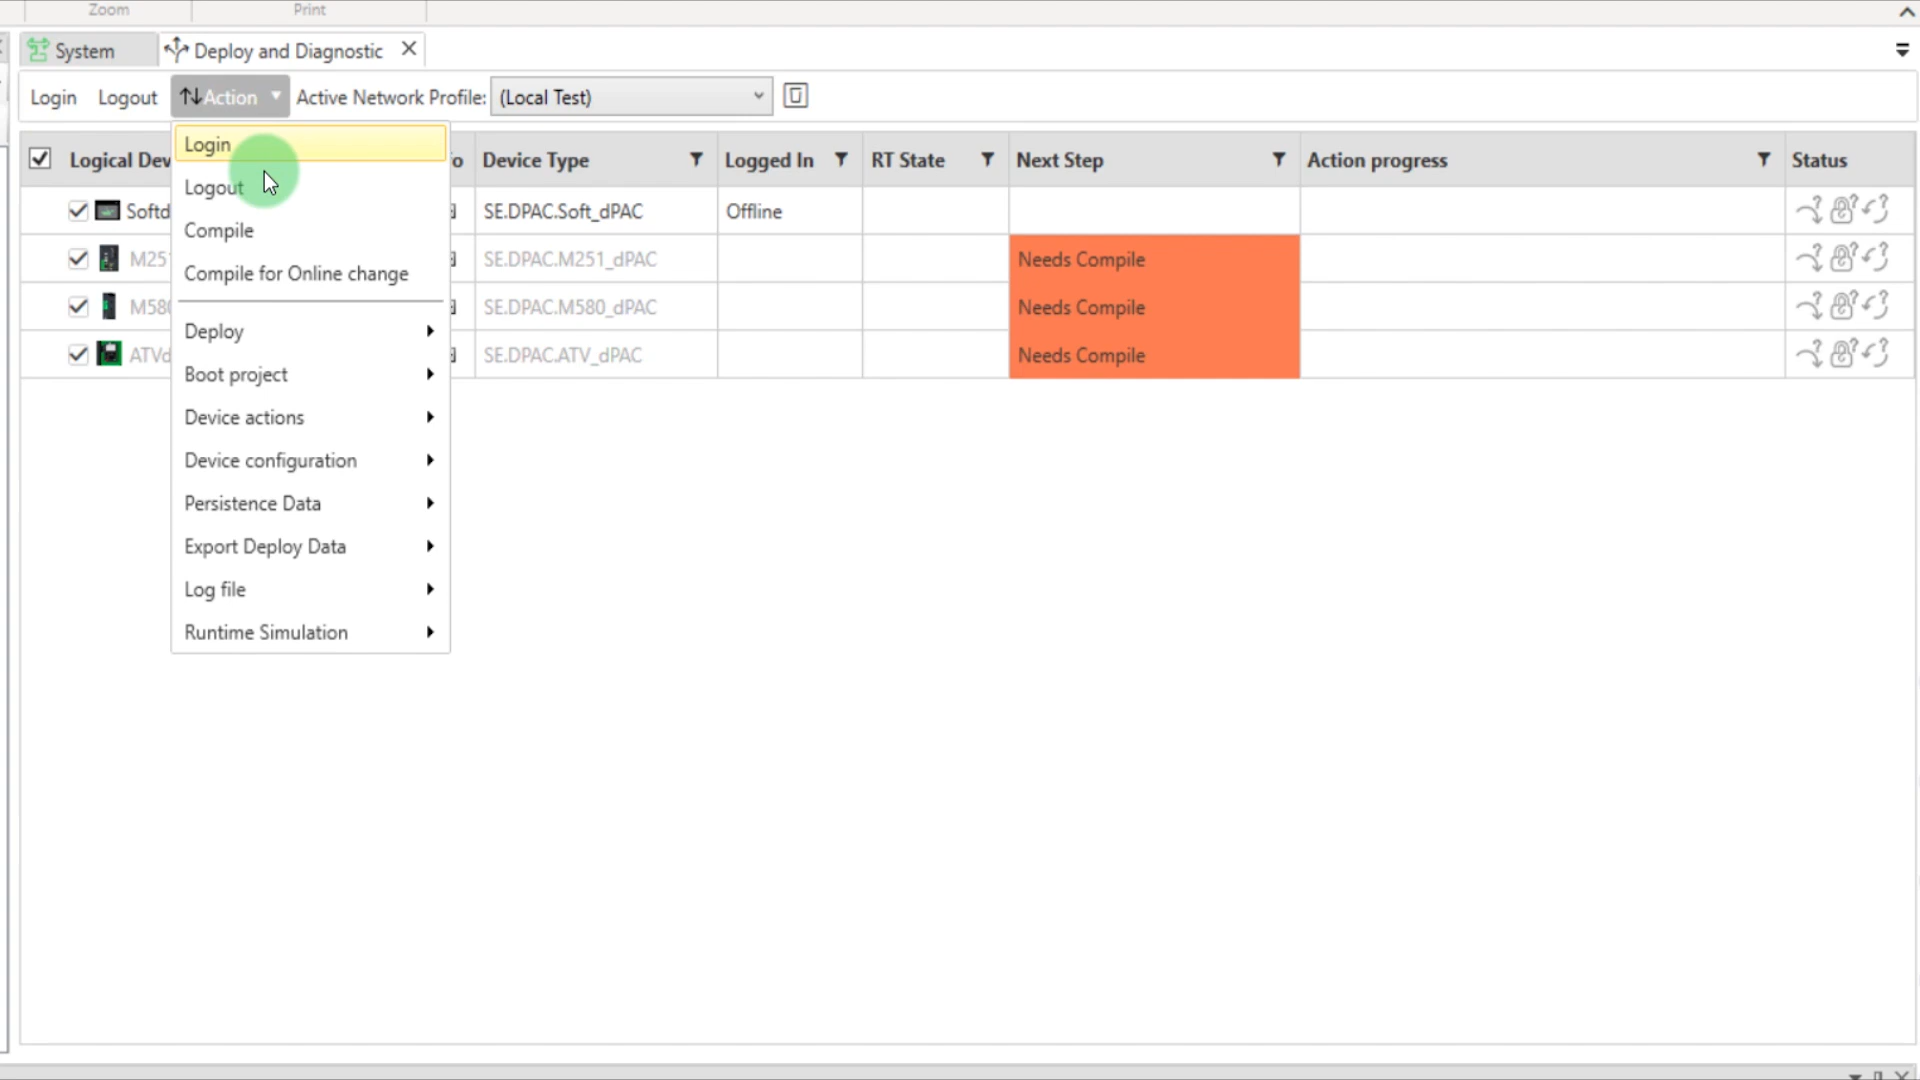 Zoom Print
System Deploy and Diagnostic
Login Logout Action Active Network Profile: (Local Test)
Logical Dev o Device Type Logged In RT State Next Step Action progress Status
Softd SE.DPAC.Soft_dPAC Offline
M25 SE.DPAC.M251_dPAC Needs Compile
M580 SE.DPAC.M580_dPAC Needs Compile
ATVd SE.DPAC.ATV_dPAC Needs Compile
Login
Logout
Compile
Compile for Online change
Deploy
Boot project
Device actions
Device configuration
Persistence Data
Export Deploy Data
Log file
Runtime Simulation